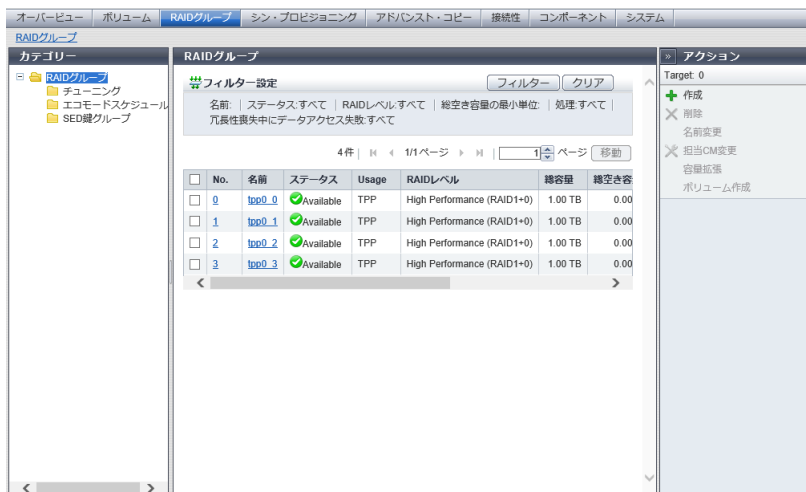 オーバービュー ボリューム RAIDグループ シン・プロビジョニング アドバンスト・コピー 接続性 コンポーネント システム
RAIDグループ
カテゴリー
RAIDグループ
チューニング
エコモードスケジュール
SED鍵グループ
RAIDグループ
フィルター設定 フィルター クリア
名前: | ステータス:すべて | RAIDレベル:すべて | 総空き容量の最小単位: | 処理:すべて |
冗長性喪失中にデータアクセス失敗:すべて
4件 | 1/1ページ | 1 ページ 移動
No. 名前 ステータス Usage RAIDレベル 総容量 総空き容
0 tpp0_0 Available TPP High Performance (RAID1+0) 1.00 TB 0.00
1 tpp0_1 Available TPP High Performance (RAID1+0) 1.00 TB 0.00
2 tpp0_2 Available TPP High Performance (RAID1+0) 1.00 TB 0.00
3 tpp0_3 Available TPP High Performance (RAID1+0) 1.00 TB 0.00
» アクション
Target: 0
作成
削除
名前変更
担当CM変更
容量拡張
ボリューム作成